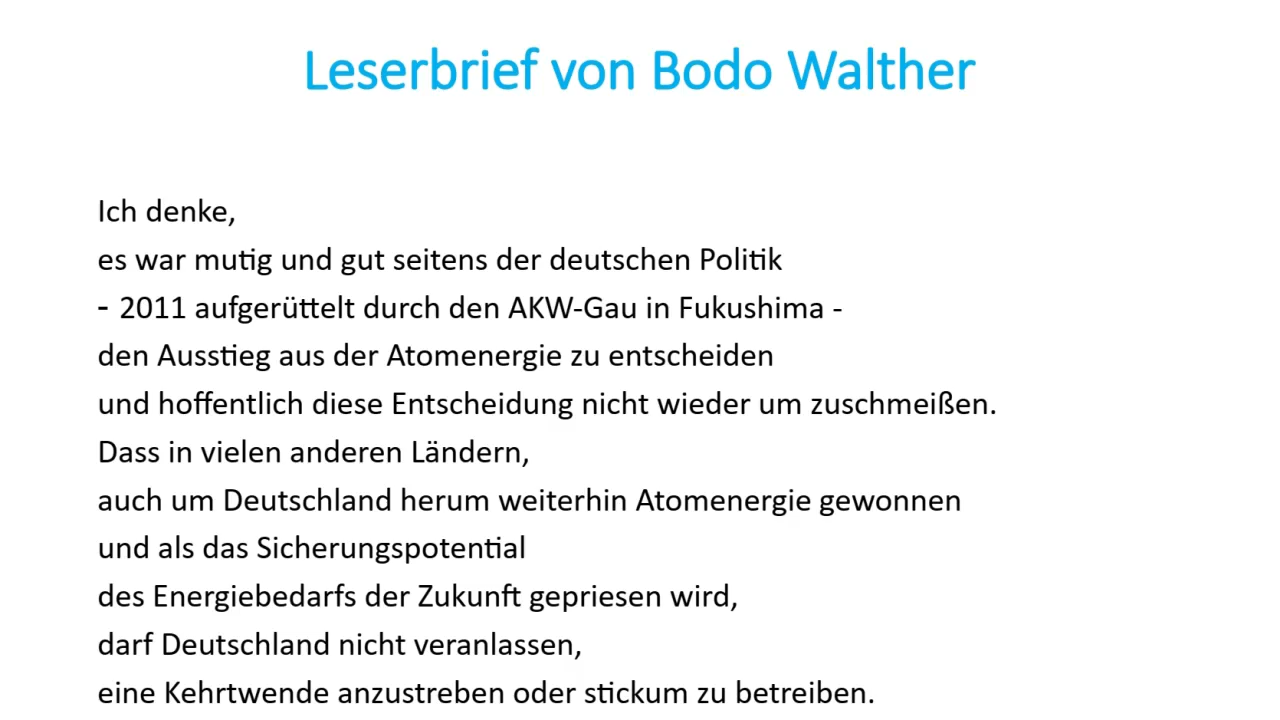 Leserbrief von Bodo Walther
Ich denke,
es war mutig und gut seitens der deutschen Politik
- 2011 aufgerüttelt durch den AKW-Gau in Fukushima -
den Ausstieg aus der Atomenergie zu entscheiden
und hoffentlich diese Entscheidung nicht wieder um zuschmeißen.
Dass in vielen anderen Ländern,
auch um Deutschland herum weiterhin Atomenergie gewonnen
und als das Sicherungspotential
des Energiebedarfs der Zukunft gepriesen wird,
darf Deutschland nicht veranlassen,
eine Kehrtwende anzustreben oder stickum zu betreiben.